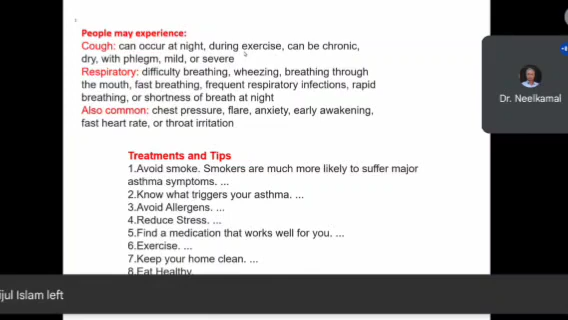 People may experience:
Cough: can occur at night, during exercise, can be chronic,
dry, with phlegm, mild, or severe
Respiratory: difficulty breathing, wheezing, breathing through
the mouth, fast breathing, frequent respiratory infections, rapid
breathing, or shortness of breath at night
Also common: chest pressure, flare, anxiety, early awakening,
fast heart rate, or throat irritation
Dr. Neelkamal
Treatments and Tips
1.Avoid smoke. Smokers are much more likely to suffer major
asthma symptoms. ...
2.Know what triggers your asthma. ...
3.Avoid Allergens. ...
4.Reduce Stress. ...
5.Find a medication that works well for you. ...
6.Exercise. ...
7.Keep your home clean. ...
8.Eat Healthy.
ijul Islam left